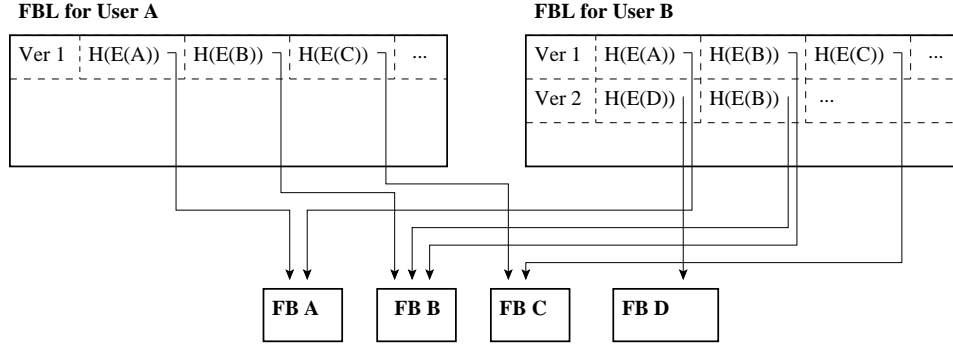 FBL for User A FBL for User B
Ver 1 H(E(A)) H(E(B)) H(E(C)) ... Ver 1 H(E(A)) H(E(B)) H(E(C)) ...
Ver 2 H(E(D)) H(E(B)) ...
FB A FB B FB C FB D